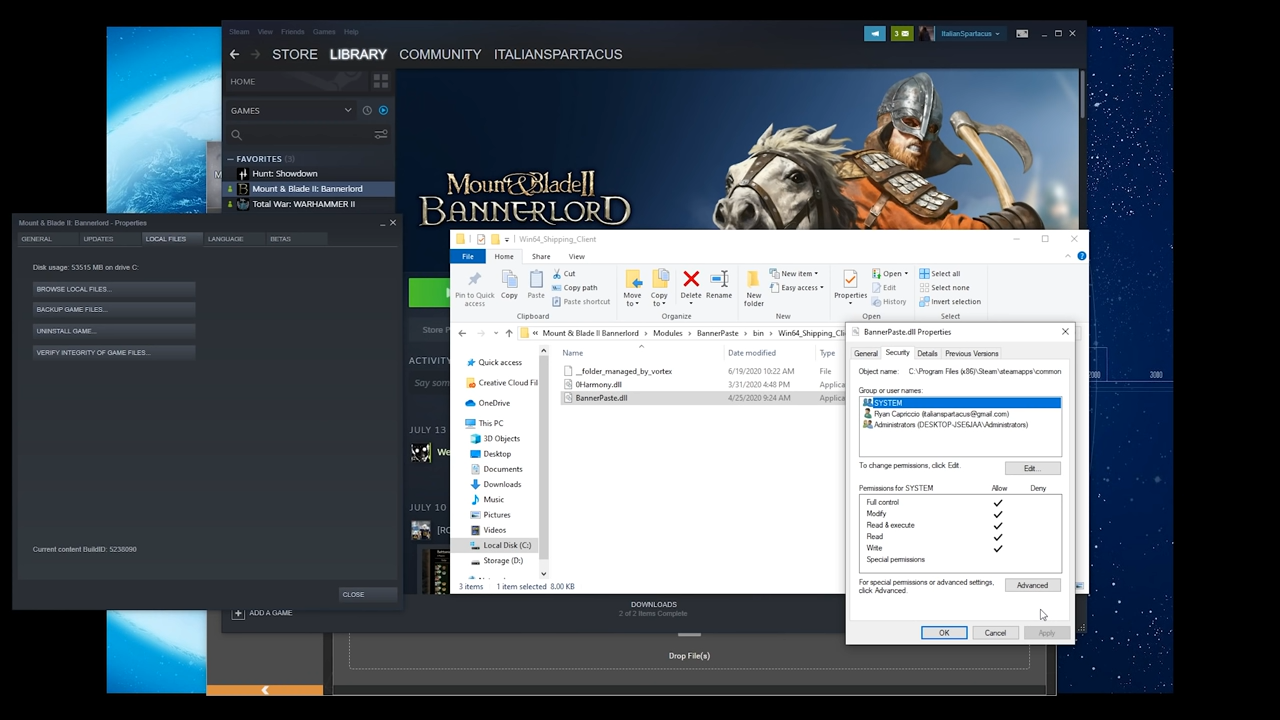 Steam View Friends Games Help
3
ItalianSpartacus
STORE LIBRARY COMMUNITY ITALIANSPARTACUS
HOME
GAMES
FAVORITES (3)
Hunt: Showdown
Mount & Blade II: Bannerlord
Total War: WARHAMMER II
MOUNT & BLADE II
BANNERLORD
Mount & Blade II: Bannerlord - Properties
GENERAL UPDATES LOCAL FILES LANGUAGE BETAS
Disk usage: 53515 MB on drive C:
BROWSE LOCAL FILES...
BACKUP GAME FILES...
UNINSTALL GAME...
VERIFY INTEGRITY OF GAME FILES...
Current content BuildID: 5238090
CLOSE
ADD A GAME
Store P
ACTIVITY
Say som
JULY 13
We
JULY 10
[RO
Win64_Shipping_Client
File Home Share View
Pin to Quick access
Copy
Paste
Cut
Copy path
Paste shortcut
Clipboard
Move to
Copy to
Delete
Rename
Organize
New folder
New item
Easy access
New
Properties
Open
Edit
History
Open
Select all
Select none
Invert selection
Select
« Mount & Blade II Bannerlord › Modules › BannerPaste › bin › Win64_Shipping_Cli
Name Date modified Type
__folder_managed_by_vortex 6/19/2020 10:22 AM File
0Harmony.dll 3/31/2020 4:48 PM Applica
BannerPaste.dll 4/25/2020 9:24 AM Applica
Quick access
Creative Cloud Fil
OneDrive
This PC
3D Objects
Desktop
Documents
Downloads
Music
Pictures
Videos
Local Disk (C:)
Storage (D:)
3 items 1 item selected 8.00 KB
BannerPaste.dll Properties
General Security Details Previous Versions
Object name: C:\Program Files (x86)\Steam\steamapps\common
Group or user names:
SYSTEM
Ryan Capriccio (italianspartacus@gmail.com)
Administrators (DESKTOP-JSE6JAA\Administrators)
To change permissions, click Edit.
Edit...
Permissions for SYSTEM Allow Deny
Full control
Modify
Read & execute
Read
Write
Special permissions
For special permissions or advanced settings,
click Advanced.
Advanced
OK Cancel Apply
2000
3000
DOWNLOADS
2 of 2 Items Complete
Drop File(s)